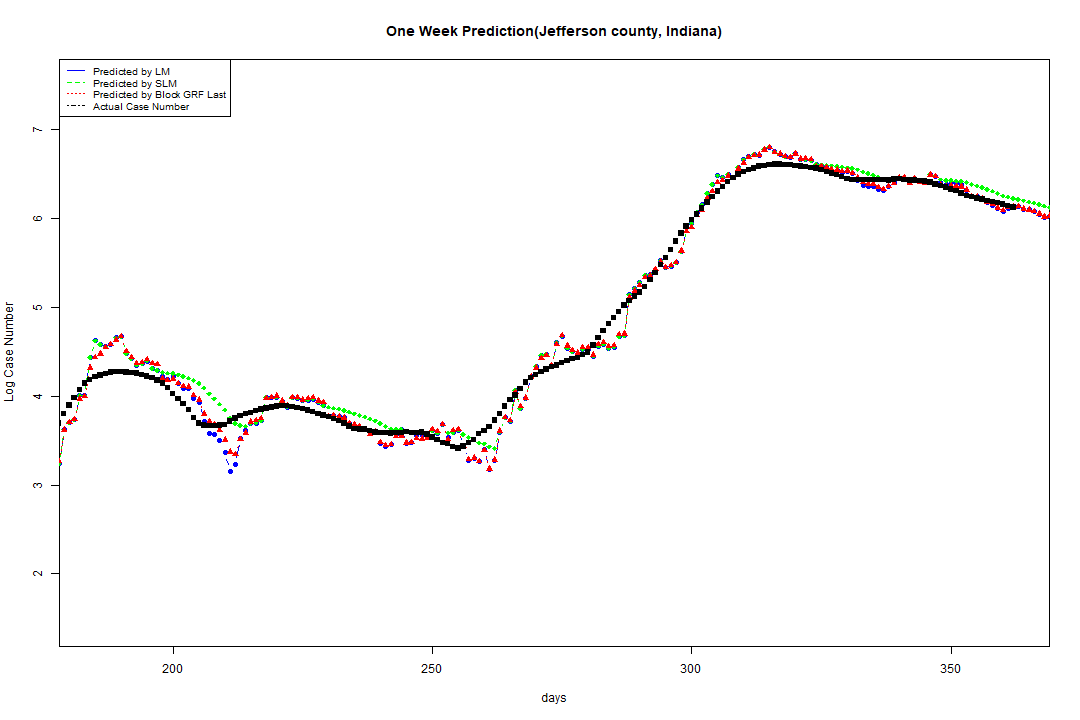 One Week Prediction(Jefferson county, Indiana)
Predicted by LM
Predicted by SLM
Predicted by Block GRF Last
Actual Case Number
Log Case Number
7
6
5
4
3
2
200
250
300
350
days